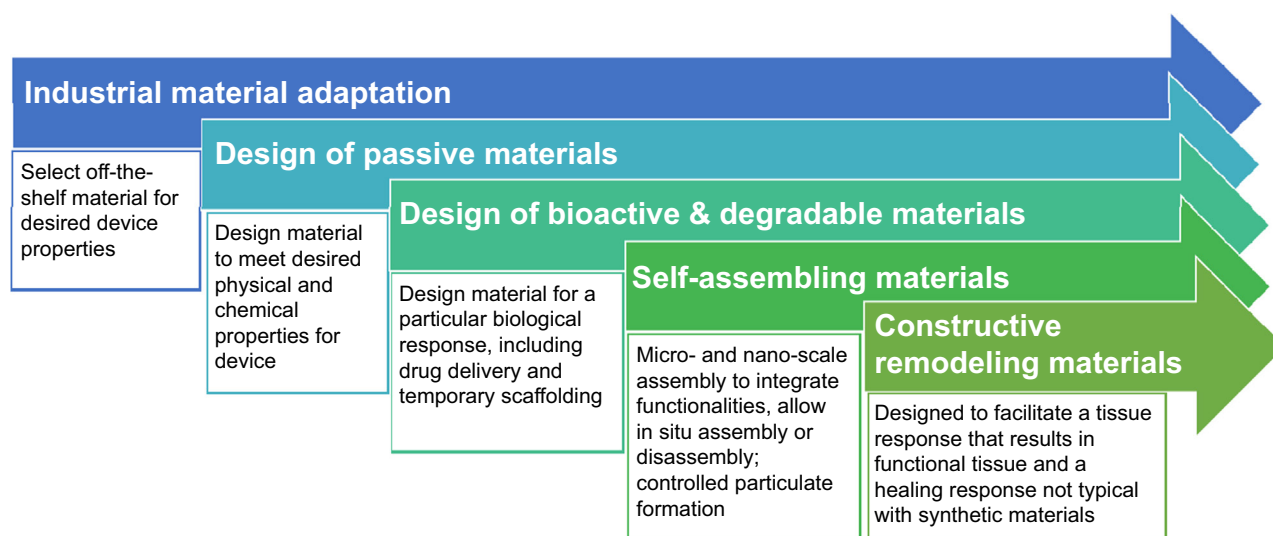 Industrial material adaptation
Select off-the-
shelf material for
desired device
properties
Design of passive materials
Design material
to meet desired
physical and
chemical
properties for
device
Design of bioactive & degradable materials
Design material for a
particular biological
response, including
drug delivery and
temporary scaffolding
Self-assembling materials
Micro- and nano-scale
assembly to integrate
functionalities, allow
in situ assembly or
disassembly;
controlled particulate
formation
Constructive
remodeling materials
Designed to facilitate a tissue
response that results in
functional tissue and a
healing response not typical
with synthetic materials